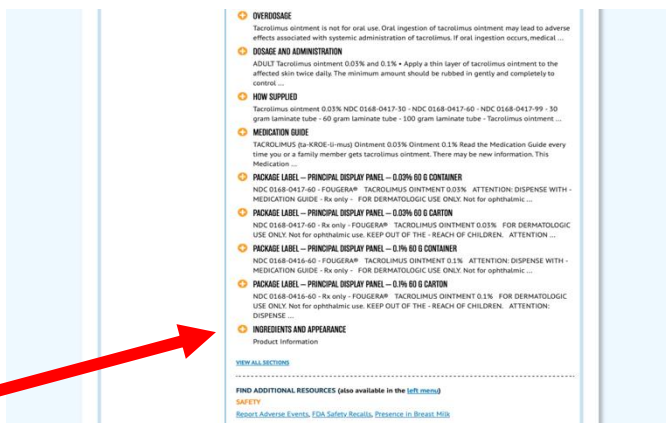 OVERDOSAGE
Tacrolimus ointment is not for oral use. Oral ingestion of tacrolimus ointment may lead to adverse
effects associated with systemic administration of tacrolimus. If oral ingestion occurs, medical ...
DOSAGE AND ADMINISTRATION
ADULT Tacrolimus ointment 0.03% and 0.1% • Apply a thin layer of tacrolimus ointment to the
affected skin twice daily. The minimum amount should be rubbed in gently and completely to
control ...
HOW SUPPLIED
Tacrolimus ointment 0.03% NDC 0168-0417-30 - NDC 0168-0417-60 - NDC 0168-0417-99 - 30
gram laminate tube - 60 gram laminate tube - 100 gram laminate tube - Tacrolimus ointment ...
MEDICATION GUIDE
TACROLIMUS (ta-KROE-li-mus) Ointment 0.03% Ointment 0.1% Read the Medication Guide every
time you or a family member gets tacrolimus ointment. There may be new information. This
Medication ...
PACKAGE LABEL – PRINCIPAL DISPLAY PANEL – 0.03% 60 G CONTAINER
NDC 0168-0417-60 - FOUGERA® TACROLIMUS OINTMENT 0.03% ATTENTION: DISPENSE WITH -
MEDICATION GUIDE - Rx only - FOR DERMATOLOGIC USE ONLY. Not for ophthalmic ...
PACKAGE LABEL – PRINCIPAL DISPLAY PANEL – 0.03% 60 G CARTON
NDC 0168-0417-60 - Rx only - FOUGERA® TACROLIMUS OINTMENT 0.03% FOR DERMATOLOGIC
USE ONLY. Not for ophthalmic use. KEEP OUT OF THE - REACH OF CHILDREN. ATTENTION ...
PACKAGE LABEL – PRINCIPAL DISPLAY PANEL – 0.1% 60 G CONTAINER
NDC 0168-0416-60 - FOUGERA® TACROLIMUS OINTMENT 0.1% ATTENTION: DISPENSE WITH -
MEDICATION GUIDE - Rx only - FOR DERMATOLOGIC USE ONLY. Not for ophthalmic ...
PACKAGE LABEL – PRINCIPAL DISPLAY PANEL – 0.1% 60 G CARTON
NDC 0168-0416-60 - Rx only - FOUGERA® TACROLIMUS OINTMENT 0.1% FOR DERMATOLOGIC
USE ONLY. Not for ophthalmic use. KEEP OUT OF THE - REACH OF CHILDREN. ATTENTION:
DISPENSE ...
INGREDIENTS AND APPEARANCE
Product Information
VIEW ALL SECTIONS
FIND ADDITIONAL RESOURCES (also available in the left menu)
SAFETY
Report Adverse Events, FDA Safety Recalls, Presence in Breast Milk